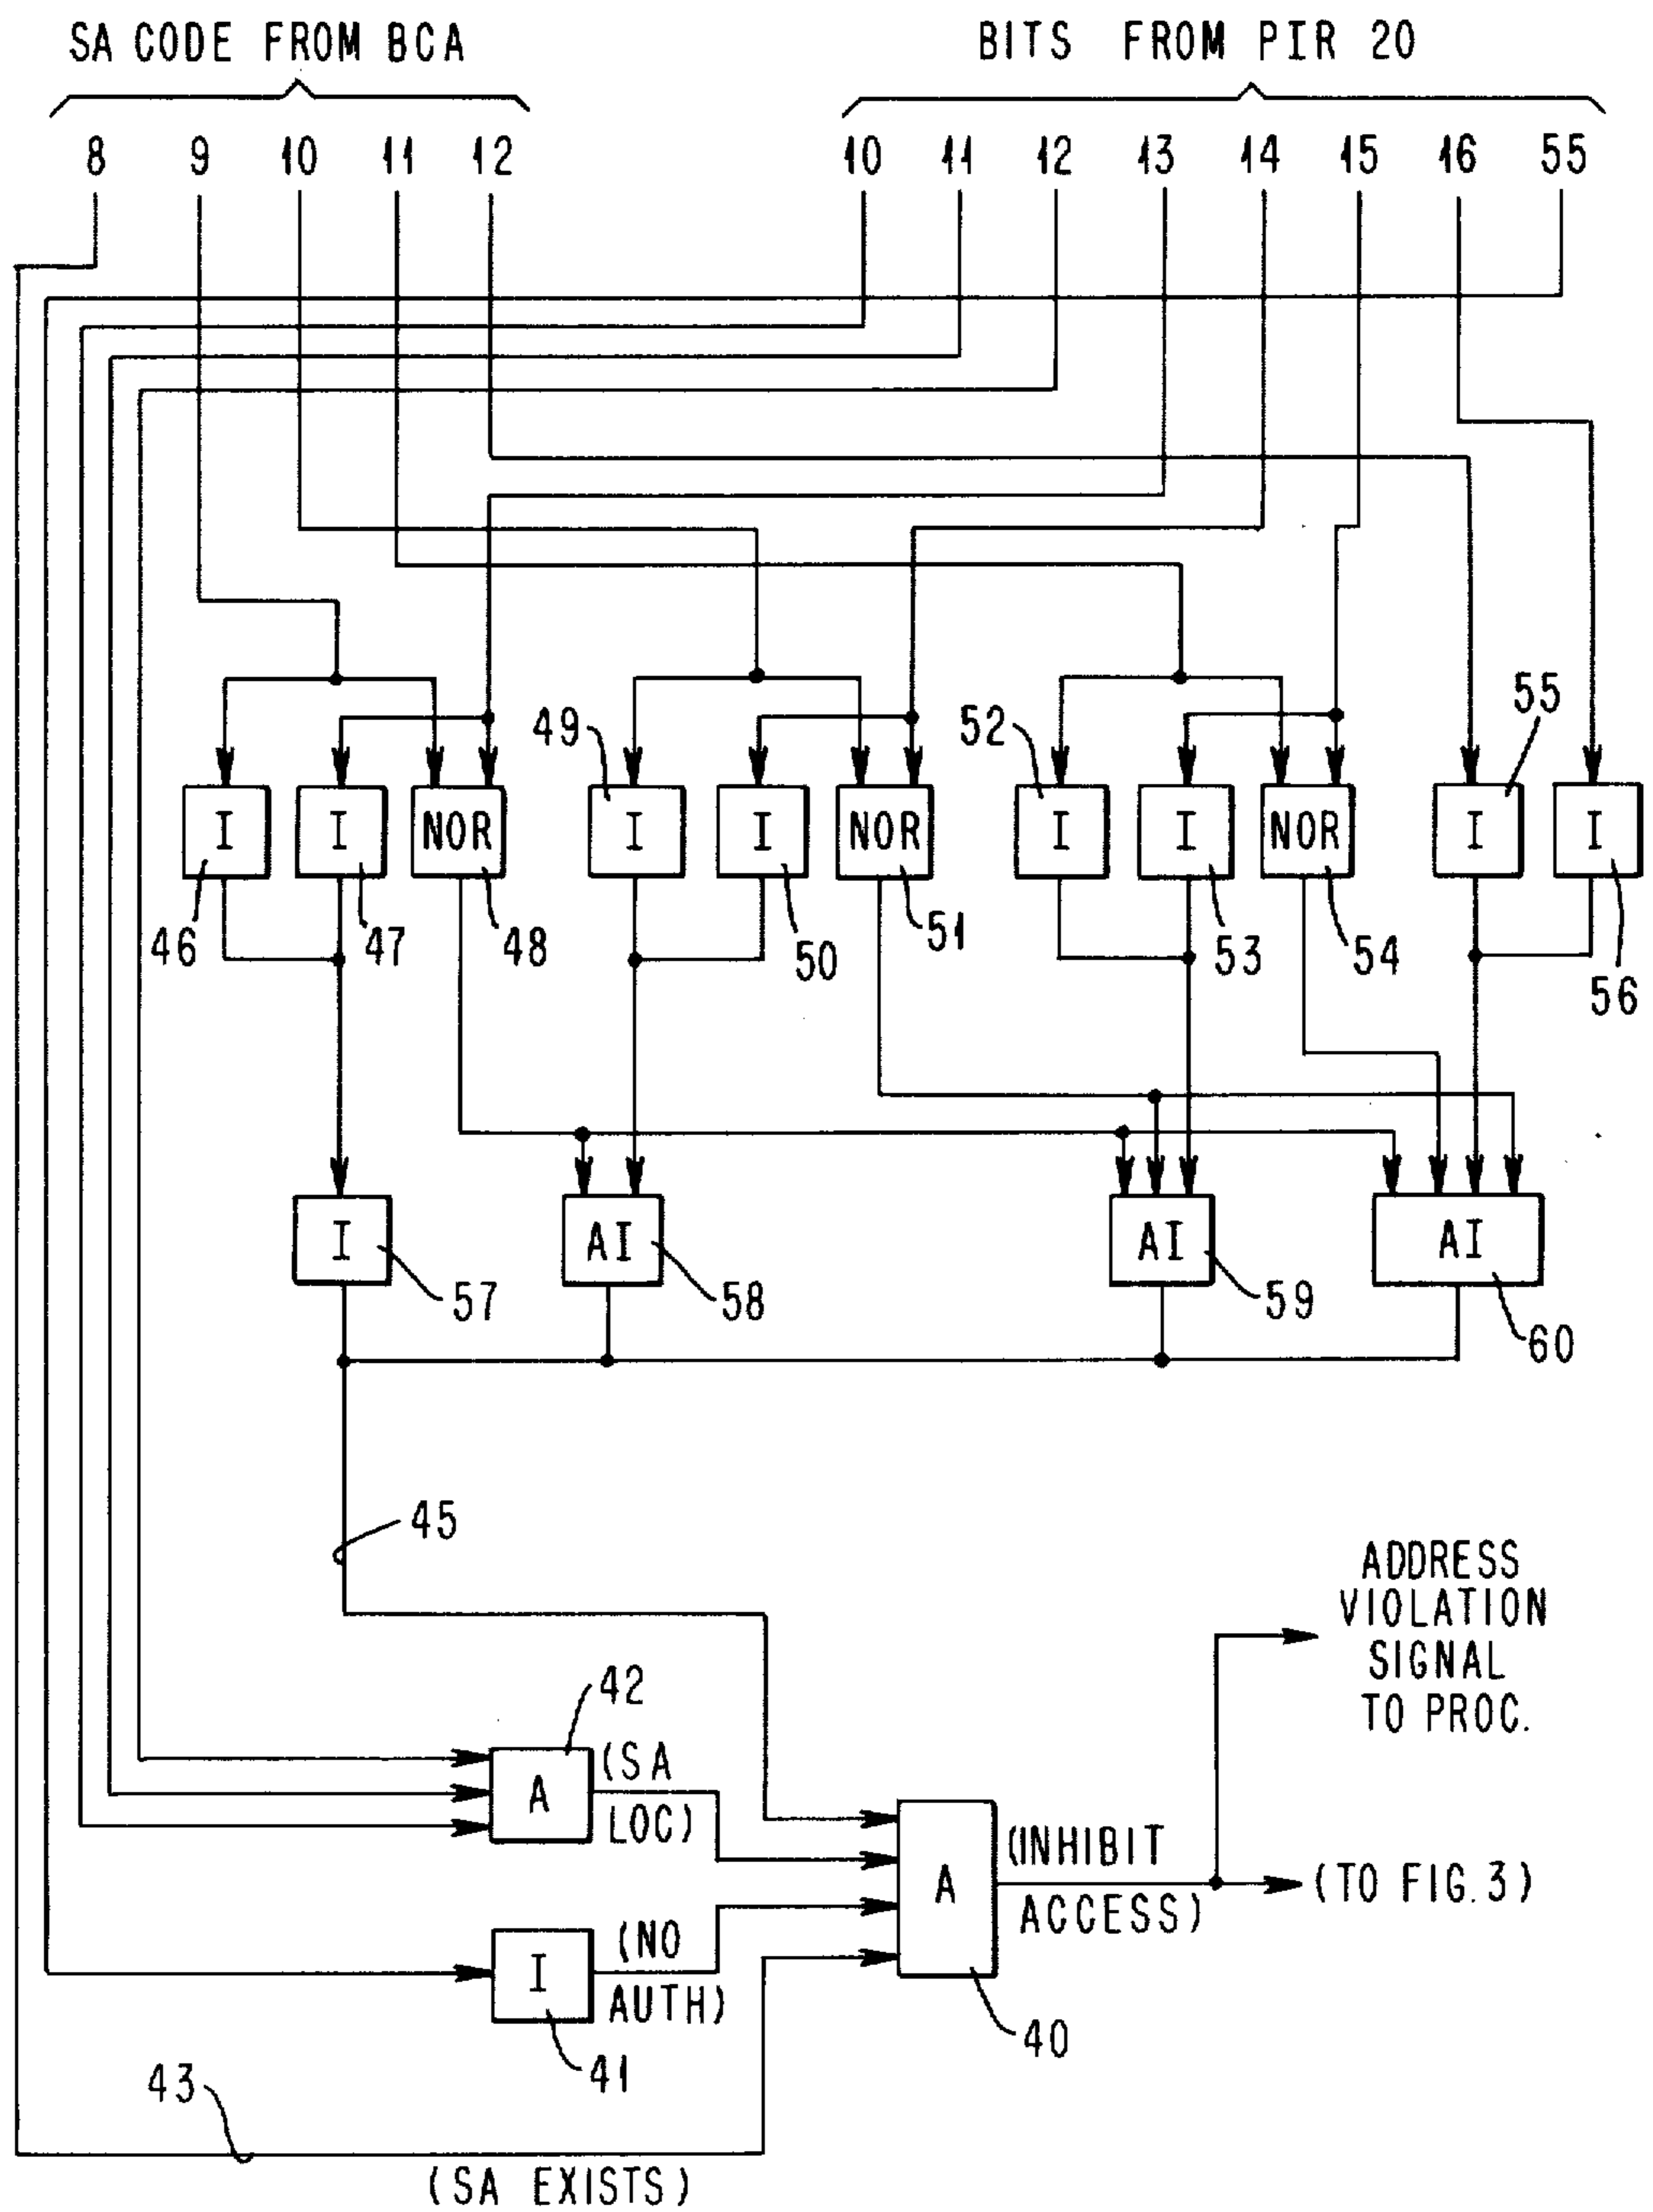 SA CODE FROM BCA
BITS FROM PIR 20
8 9 10 11 12
10 11 12 13 14 15 16 55
49
52
55
I I NOR I I NOR I I NOR I I
46 47 48 50 51 53 54 56
I AI AI AI
57 58 59 60
45
ADDRESS
VIOLATION
SIGNAL
TO PROC.
42
A
(SA
LOC)
A
(INHIBIT
ACCESS)
(TO FIG. 3)
I
(NO
AUTH)
40
41
43
(SA EXISTS)